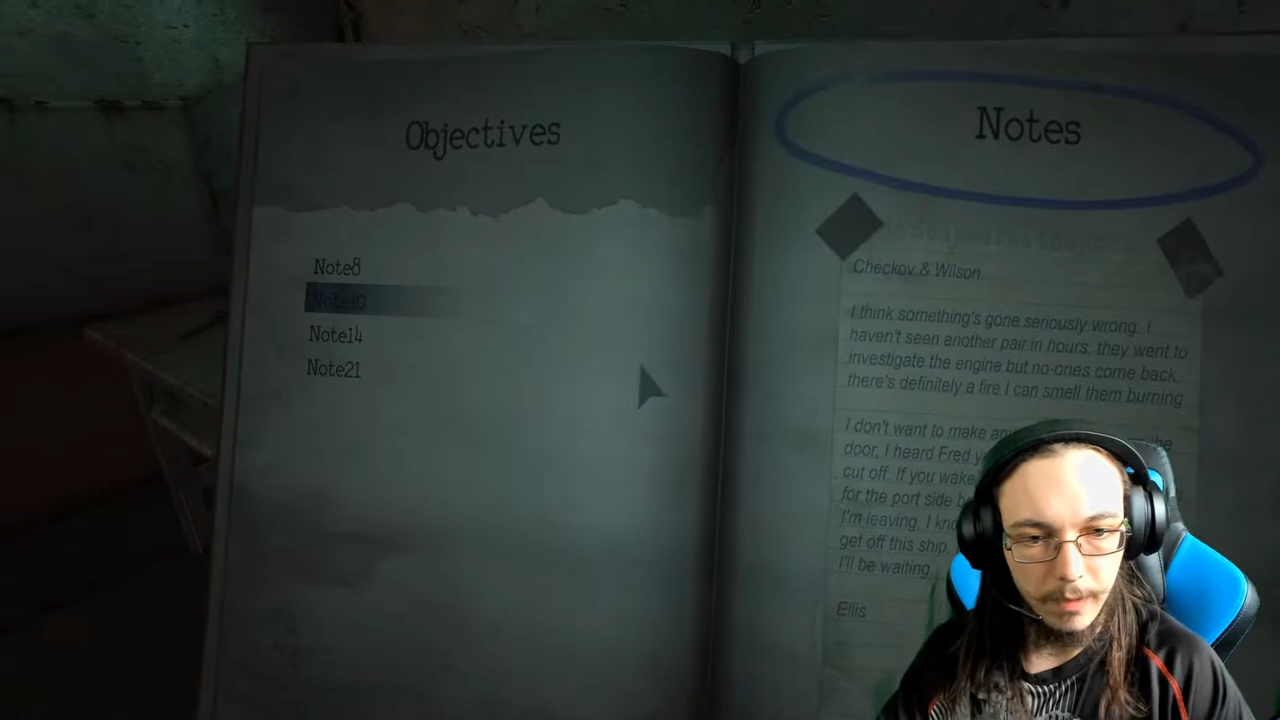 Objectives
Notes
Note8
Note10
Note14
Note21
Checkov & Wilson.
I think something's gone seriously wrong. I
haven't seen another pair in hours, they went to
investigate the engine but no-ones come back,
there's definitely a fire I can smell them burning.
I don't want to make
door, I heard Fred
cut off. If you wake
for the port side
I'm leaving, I
get off this ship.
I'll be waiting
Ellis